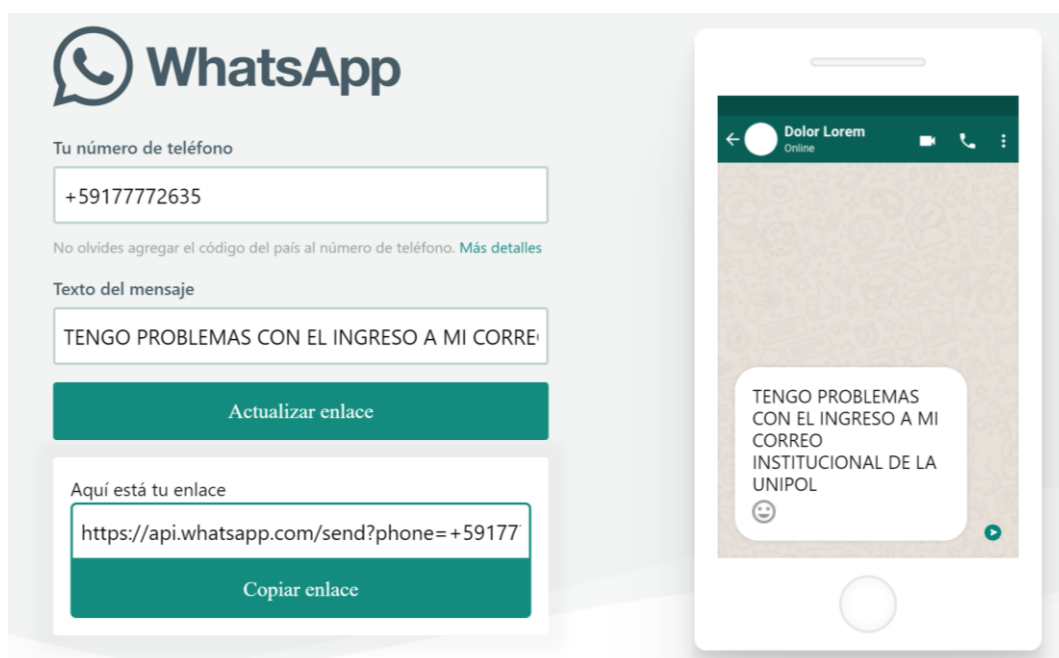 WhatsApp
Tu número de teléfono
+59177772635
No olvides agregar el código del país al número de teléfono. Más detalles
Texto del mensaje
TENGO PROBLEMAS CON EL INGRESO A MI CORRE
Actualizar enlace
Aquí está tu enlace
https://api.whatsapp.com/send?phone=+59177
Copiar enlace
Dolor Lorem
Online
TENGO PROBLEMAS
CON EL INGRESO A MI
CORREO
INSTITUCIONAL DE LA
UNIPOL